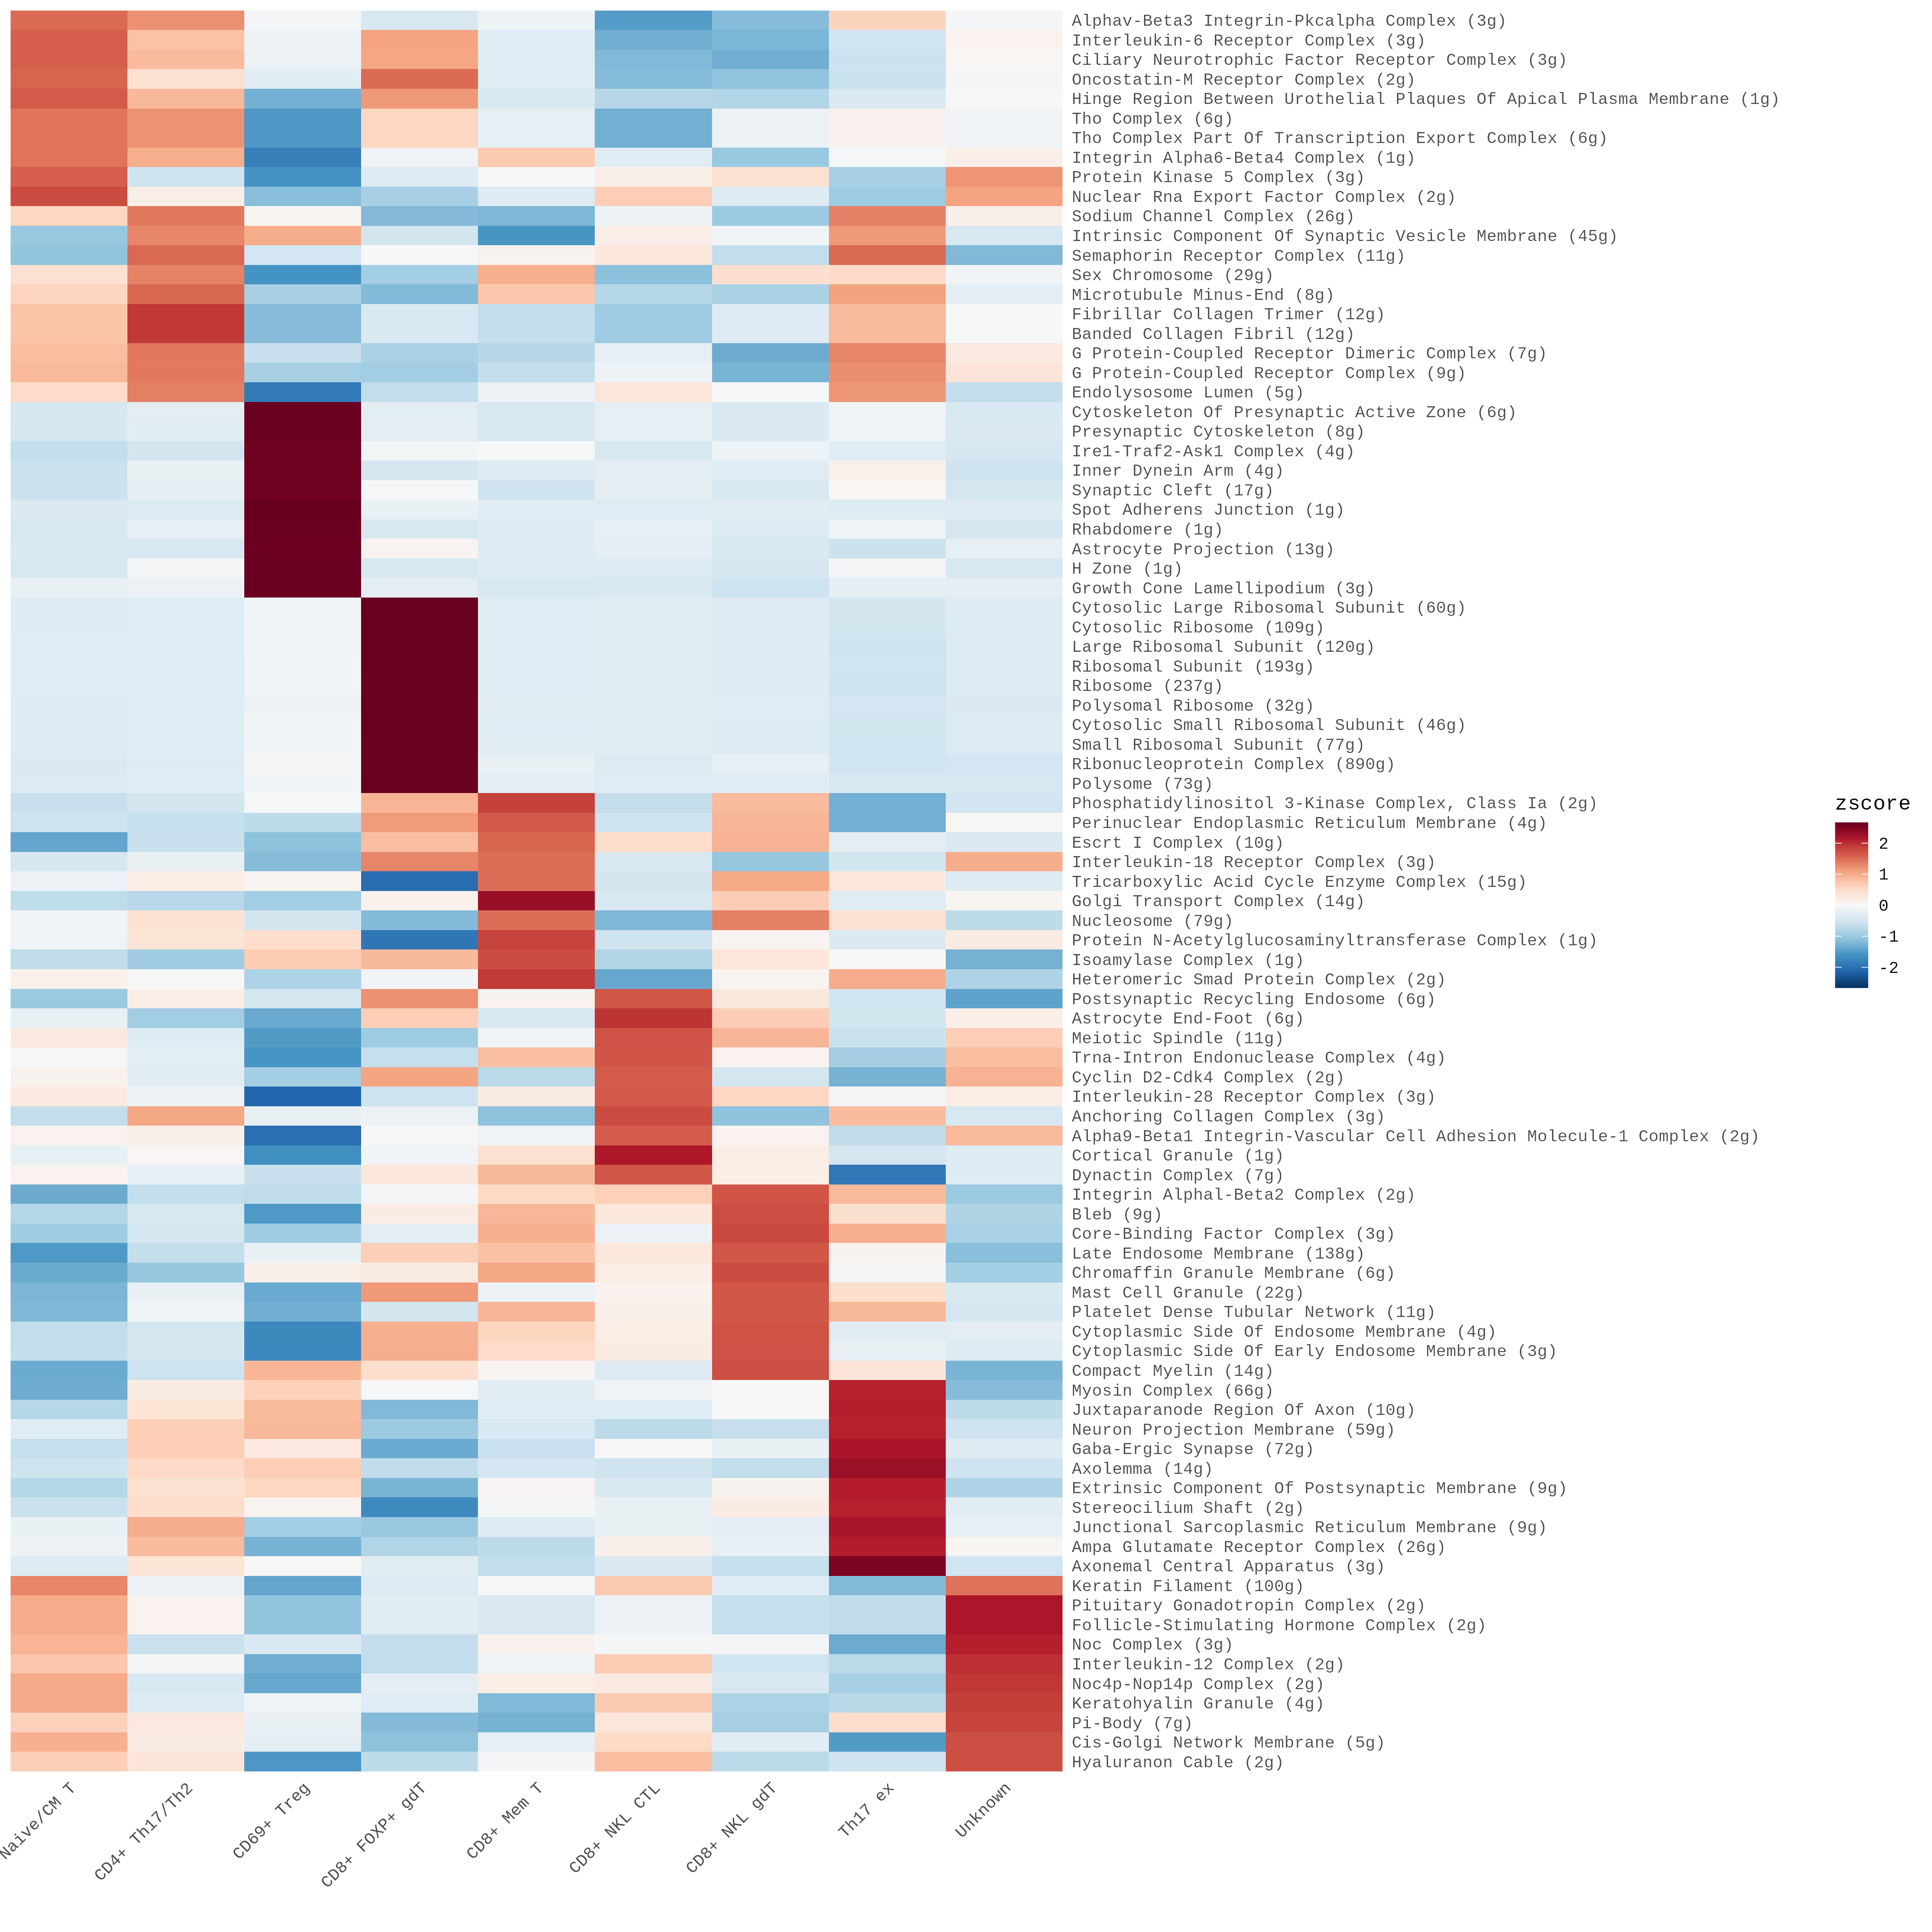 Alphav-Beta3 Integrin-Pkcalpha Complex (3g)
Interleukin-6 Receptor Complex (3g)
Ciliary Neurotrophic Factor Receptor Complex (3g)
Oncostatin-M Receptor Complex (2g)
Hinge Region Between Urothelial Plaques Of Apical Plasma Membrane (1g)
Tho Complex (6g)
Tho Complex Part Of Transcription Export Complex (6g)
Integrin Alpha6-Beta4 Complex (1g)
Protein Kinase 5 Complex (3g)
Nuclear Rna Export Factor Complex (2g)
Sodium Channel Complex (26g)
Intrinsic Component Of Synaptic Vesicle Membrane (45g)
Semaphorin Receptor Complex (11g)
Sex Chromosome (29g)
Microtubule Minus-End (8g)
Fibrillar Collagen Trimer (12g)
Banded Collagen Fibril (12g)
G Protein-Coupled Receptor Dimeric Complex (7g)
G Protein-Coupled Receptor Complex (9g)
Endolysosome Lumen (5g)
Cytoskeleton Of Presynaptic Active Zone (6g)
Presynaptic Cytoskeleton (8g)
Ire1-Traf2-Ask1 Complex (4g)
Inner Dynein Arm (4g)
Synaptic Cleft (17g)
Spot Adherens Junction (1g)
Rhabdomere (1g)
Astrocyte Projection (13g)
H Zone (1g)
Growth Cone Lamellipodium (3g)
Cytosolic Large Ribosomal Subunit (60g)
Cytosolic Ribosome (109g)
Large Ribosomal Subunit (120g)
Ribosomal Subunit (193g)
Ribosome (237g)
Polysomal Ribosome (32g)
Cytosolic Small Ribosomal Subunit (46g)
Small Ribosomal Subunit (77g)
Ribonucleoprotein Complex (890g)
Polysome (73g)
Phosphatidylinositol 3-Kinase Complex, Class Ia (2g)
Perinuclear Endoplasmic Reticulum Membrane (4g)
Escrt I Complex (10g)
Interleukin-18 Receptor Complex (3g)
Tricarboxylic Acid Cycle Enzyme Complex (15g)
Golgi Transport Complex (14g)
Nucleosome (79g)
Protein N-Acetylglucosaminyltransferase Complex (1g)
Isoamylase Complex (1g)
Heteromeric Smad Protein Complex (2g)
Postsynaptic Recycling Endosome (6g)
Astrocyte End-Foot (6g)
Meiotic Spindle (11g)
Trna-Intron Endonuclease Complex (4g)
Cyclin D2-Cdk4 Complex (2g)
Interleukin-28 Receptor Complex (3g)
Anchoring Collagen Complex (3g)
Alpha9-Beta1 Integrin-Vascular Cell Adhesion Molecule-1 Complex (2g)
Cortical Granule (1g)
Dynactin Complex (7g)
Integrin Alphal-Beta2 Complex (2g)
Bleb (9g)
Core-Binding Factor Complex (3g)
Late Endosome Membrane (138g)
Chromaffin Granule Membrane (6g)
Mast Cell Granule (22g)
Platelet Dense Tubular Network (11g)
Cytoplasmic Side Of Endosome Membrane (4g)
Cytoplasmic Side Of Early Endosome Membrane (3g)
Compact Myelin (14g)
Myosin Complex (66g)
Juxtaparanode Region Of Axon (10g)
Neuron Projection Membrane (59g)
Gaba-Ergic Synapse (72g)
Axolemma (14g)
Extrinsic Component Of Postsynaptic Membrane (9g)
Stereocilium Shaft (2g)
Junctional Sarcoplasmic Reticulum Membrane (9g)
Ampa Glutamate Receptor Complex (26g)
Axonemal Central Apparatus (3g)
Keratin Filament (100g)
Pituitary Gonadotropin Complex (2g)
Follicle-Stimulating Hormone Complex (2g)
Noc Complex (3g)
Interleukin-12 Complex (2g)
Noc4p-Nop14p Complex (2g)
Keratohyalin Granule (4g)
Pi-Body (7g)
Cis-Golgi Network Membrane (5g)
Hyaluranon Cable (2g)
zscore
2
1
0
-1
-2
Naive/CM T
CD4+ Th17/Th2
CD69+ Treg
CD8+ FOXP+ gdT
CD8+ Mem T
CD8+ NKL CTL
CD8+ NKL gdT
Th17 ex
Unknown